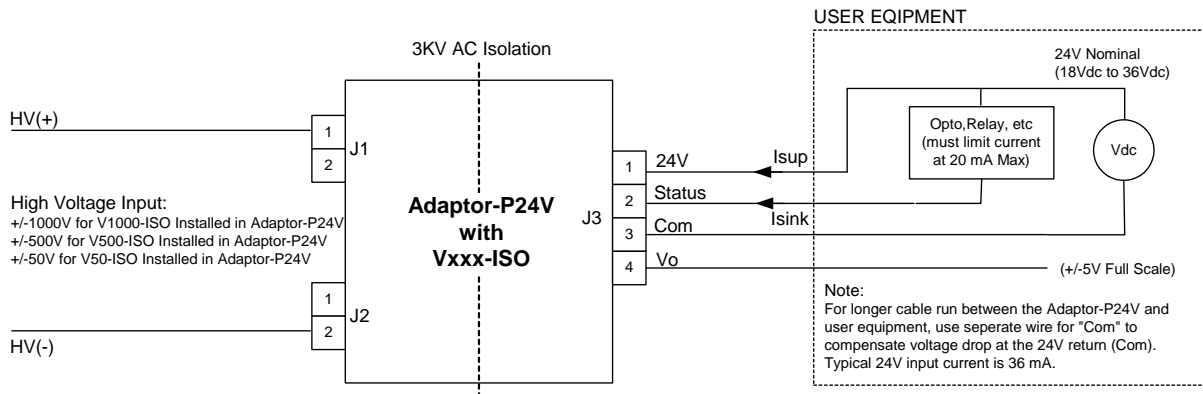 USER EQIPMENT
3KV AC Isolation
24V Nominal
(18Vdc to 36Vdc)
HV(+)
1
2
J1
Opto,Relay, etc
(must limit current
at 20 mA Max)
Vdc
1
24V
Isup
2
Status
Isink
3
Com
4
Vo
J3
(+/-5V Full Scale)
High Voltage Input:
+/-1000V for V1000-ISO Installed in Adaptor-P24V
+/-500V for V500-ISO Installed in Adaptor-P24V
+/-50V for V50-ISO Installed in Adaptor-P24V
Adaptor-P24V
with
Vxxx-ISO
1
2
J2
HV(-)
Note:
For longer cable run between the Adaptor-P24V and
user equipment, use seperate wire for "Com" to
compensate voltage drop at the 24V return (Com).
Typical 24V input current is 36 mA.